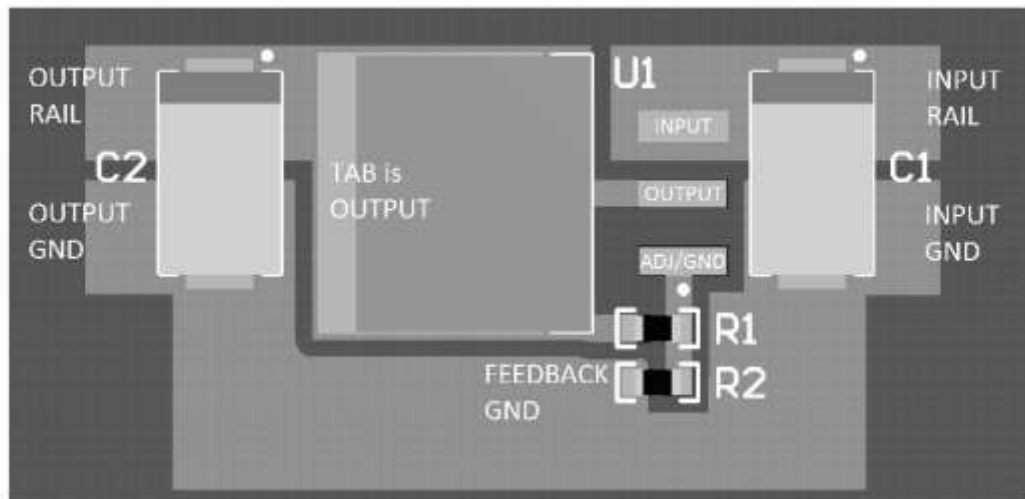 OUTPUT
RAIL
C2
OUTPUT
GND
TAB is
OUTPUT
U1
INPUT
OUTPUT
ADJ/GND
R1
FEEDBACK
GND
R2
INPUT
RAIL
C1
INPUT
GND